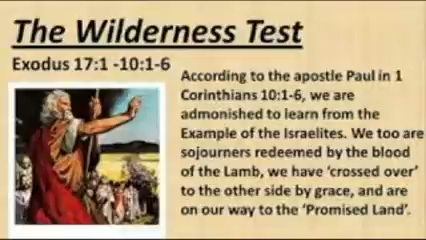 The Wilderness Test
Exodus 17:1 -10:1-6
According to the apostle Paul in 1
Corinthians 10:1-6, we are
admonished to learn from the
Example of the Israelites. We too are
sojourners redeemed by the blood
of the Lamb, we have ‘crossed over’
to the other side by grace, and are
on our way to the ‘Promised Land’.